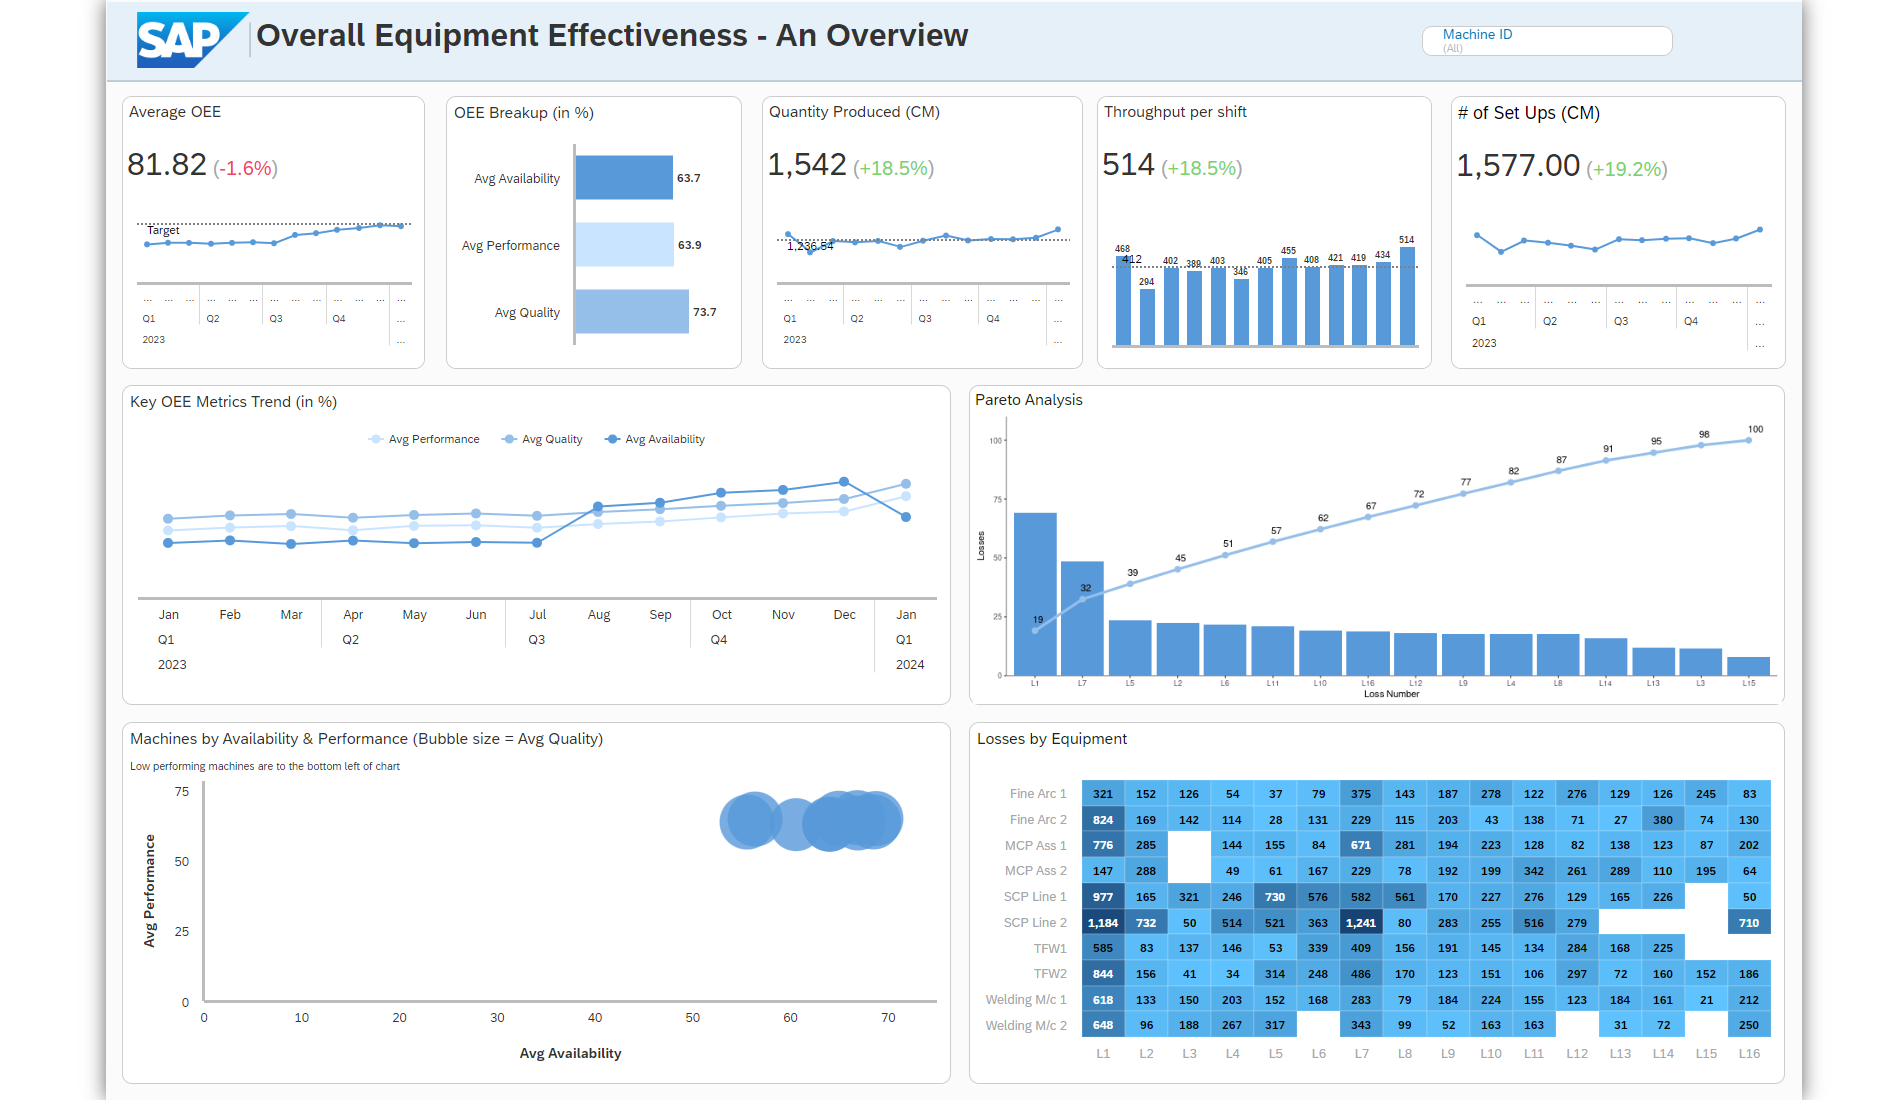 SAP
Overall Equipment Effectiveness - An Overview
Machine ID
(All)
Average OEE
81.82 (-1.6%)
Target
... ... ... ... ... ... ... ... ... ... ... ... ...
Q1 Q2 Q3 Q4 ...
2023 ...
OEE Breakup (in %)
Avg Availability 63.7
Avg Performance 63.9
Avg Quality 73.7
Quantity Produced (CM)
1,542 (+18.5%)
1,236.54
... ... ... ... ... ... ... ... ... ... ... ... ...
Q1 Q2 Q3 Q4 ...
2023 ...
Throughput per shift
514 (+18.5%)
412
468 294 402 389 403 346 405 455 408 421 419 434 514
# of Set Ups (CM)
1,577.00 (+19.2%)
... ... ... ... ... ... ... ... ... ... ... ... ...
Q1 Q2 Q3 Q4 ...
2023 ...
Key OEE Metrics Trend (in %)
Avg Performance Avg Quality Avg Availability
Jan Feb Mar Apr May Jun Jul Aug Sep Oct Nov Dec Jan
Q1 Q2 Q3 Q4 Q1
2023 2024
Pareto Analysis
Losses
100
75
50
25
0
19 32 39 45 51 57 62 67 72 77 82 87 91 95 98 100
L1 L7 L5 L2 L6 L11 L10 L16 L12 L9 L4 L8 L14 L13 L3 L15
Loss Number
Machines by Availability & Performance (Bubble size = Avg Quality)
Low performing machines are to the bottom left of chart
Avg Performance
75
50
25
0
0 10 20 30 40 50 60 70
Avg Availability
Losses by Equipment
Fine Arc 1 321 152 126 54 37 79 375 143 187 278 122 276 129 126 245 83
Fine Arc 2 824 169 142 114 28 131 229 115 203 43 138 71 27 380 74 130
MCP Ass 1 776 285 144 155 84 671 281 194 223 128 82 138 123 87 202
MCP Ass 2 147 288 49 61 167 229 78 192 199 342 261 289 110 195 64
SCP Line 1 977 165 321 246 730 576 582 561 170 227 276 129 165 226 50
SCP Line 2 1,184 732 50 514 521 363 1,241 80 283 255 516 279 710
TFW1 585 83 137 146 53 339 409 156 191 145 134 284 168 225
TFW2 844 156 41 34 314 248 486 170 123 151 106 297 72 160 152 186
Welding M/c 1 618 133 150 203 152 168 283 79 184 224 155 123 184 161 21 212
Welding M/c 2 648 96 188 267 317 343 99 52 163 163 31 72 250
L1 L2 L3 L4 L5 L6 L7 L8 L9 L10 L11 L12 L13 L14 L15 L16